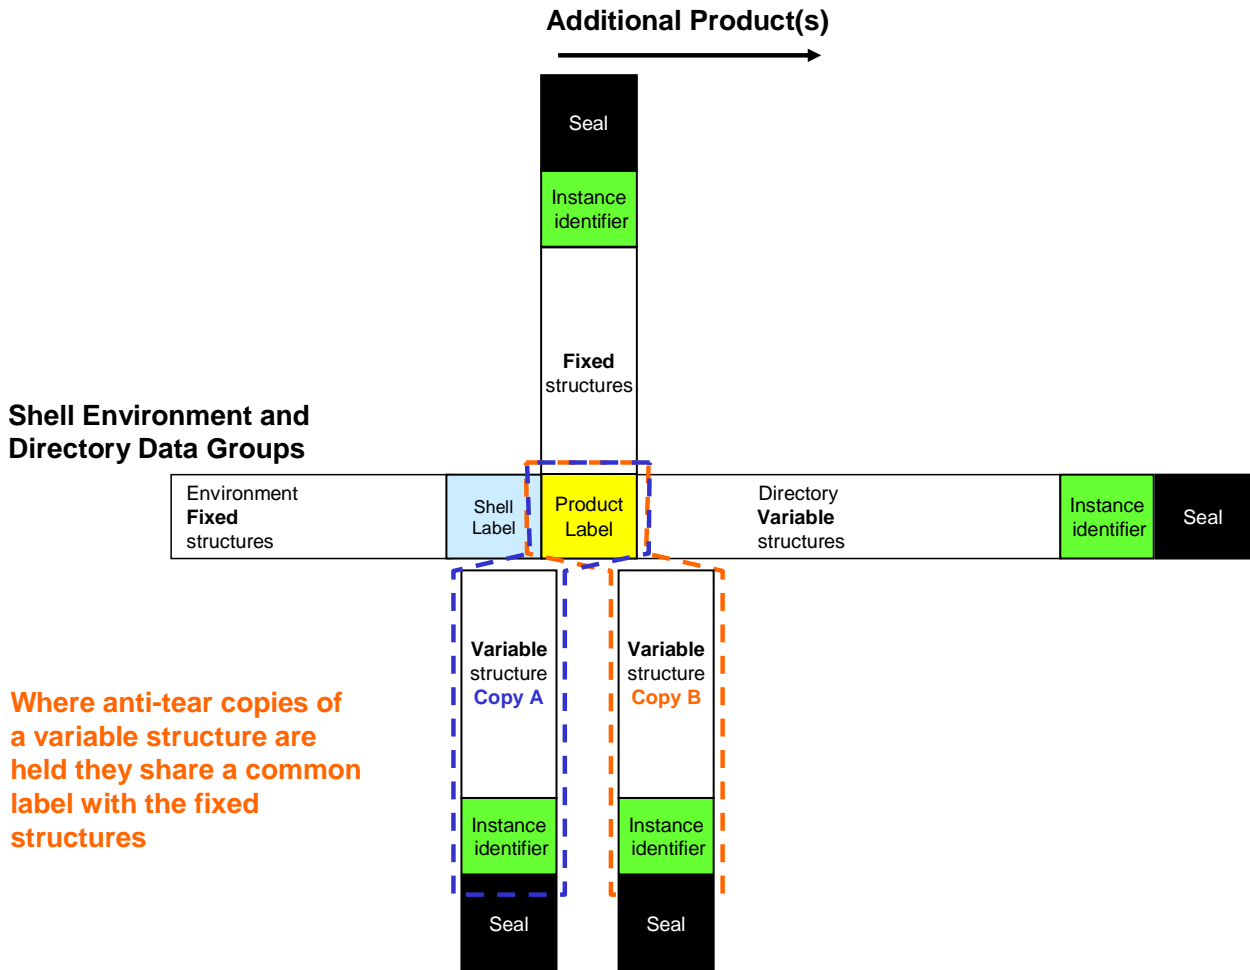 Additional Product(s)
Seal
Instance
identifier
Fixed
structures
Shell Environment and
Directory Data Groups
Environment
Fixed
structures
Shell
Label
Product
Label
Directory
Variable
structures
Instance
identifier
Seal
Variable
structure
Copy A
Variable
structure
Copy B
Where anti-tear copies of
a variable structure are
held they share a common
label with the fixed
structures
Instance
identifier
Instance
identifier
Seal
Seal